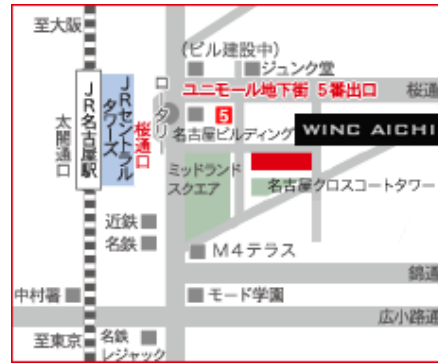 至大阪
(ビル建設中)
ジュンク堂
ユニモール地下街 5番出口
桜通
ロータリー
JRセントラル
タワーズ
JR名古屋駅
桜通口
太閤通口
5
名古屋ビルディング
WINC AICHI
ミッドランド
スクエア
名古屋クロスコートタワー
近鉄
名鉄
M4テラス
錦通
中村署
モード学園
広小路通
至東京
名鉄
レジャック